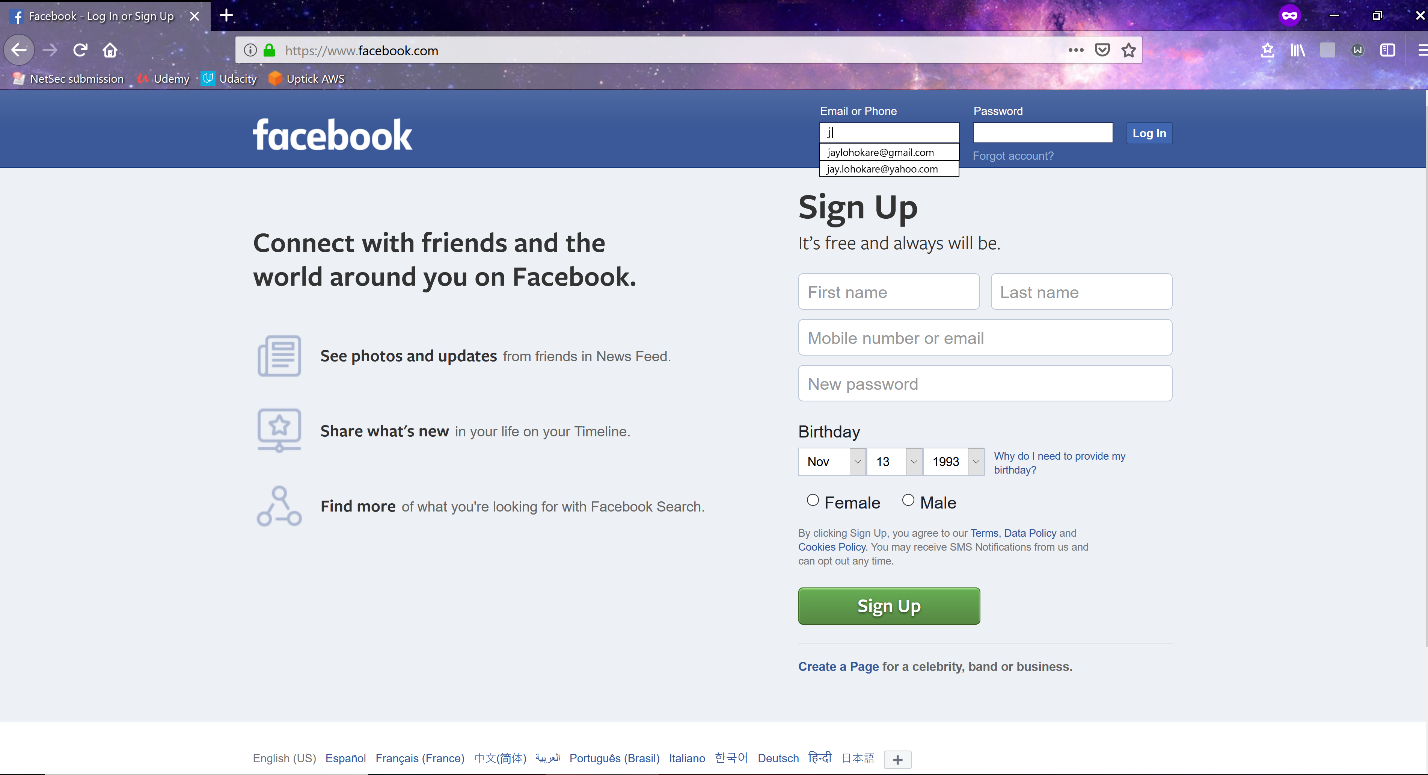 Facebook - Log In or Sign Up
https://www.facebook.com
NetSec submission Udemy Udacity Uptick AWS
facebook
Email or Phone
j
jaylohokare@gmail.com
jay.lohokare@yahoo.com
Password
Log In
Forgot account?
Connect with friends and the
world around you on Facebook.
See photos and updates from friends in News Feed.
Share what's new in your life on your Timeline.
Find more of what you're looking for with Facebook Search.
Sign Up
It's free and always will be.
First name Last name
Mobile number or email
New password
Birthday
Nov 13 1993
Why do I need to provide my
birthday?
Female Male
By clicking Sign Up, you agree to our Terms, Data Policy and
Cookies Policy. You may receive SMS Notifications from us and
can opt out any time.
Sign Up
Create a Page for a celebrity, band or business.
English (US) Español Français (France) 中文(简体) العربية Português (Brasil) Italiano 한국어 Deutsch हिन्दी 日本語